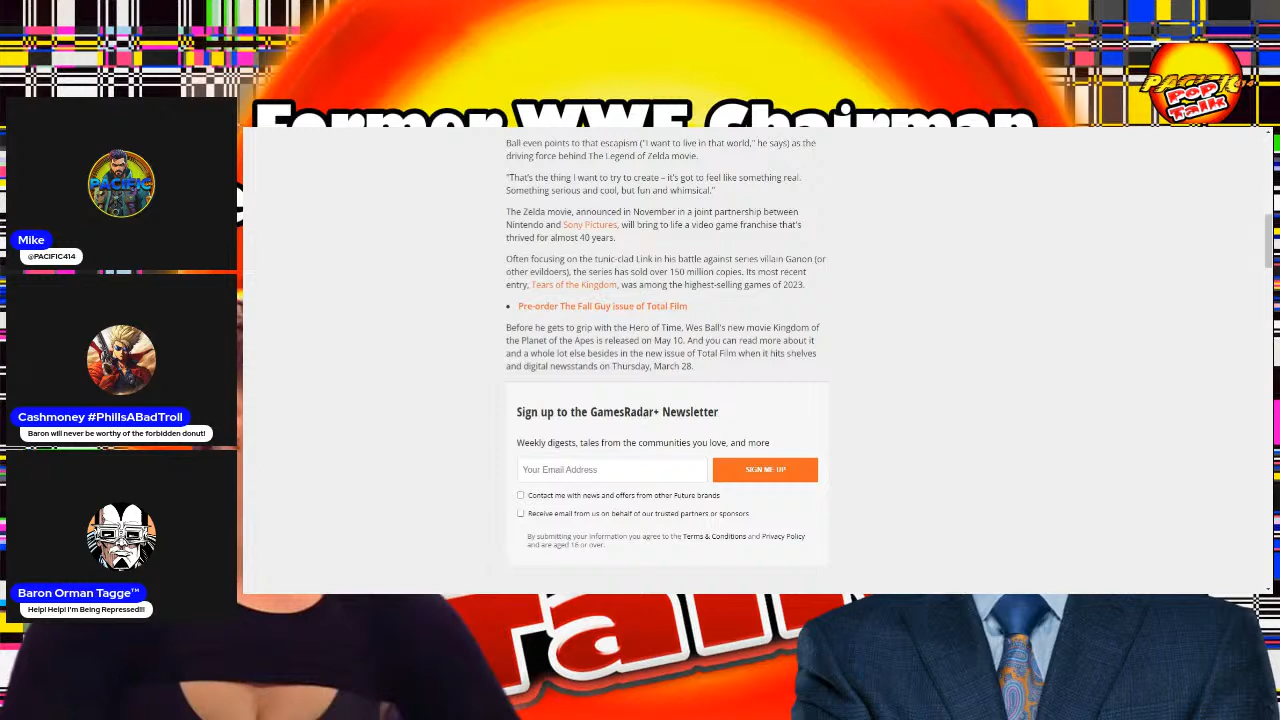 PACIFIC414
Pop
Talk
Former WWE Chairman
Ball even points to that escapism ("I want to live in that world," he says) as the
driving force behind The Legend of Zelda movie.
"That's the thing I want to try to create – it's got to feel like something real.
Something serious and cool, but fun and whimsical."
The Zelda movie, announced in November in a joint partnership between
Nintendo and Sony Pictures, will bring to life a video game franchise that's
thrived for almost 40 years.
Often focusing on the tunic-clad Link in his battle against series villain Ganon (or
other evildoers), the series has sold over 150 million copies. Its most recent
entry, Tears of the Kingdom, was among the highest-selling games of 2023.
Pre-order The Fall Guy issue of Total Film
Before he gets to grip with the Hero of Time, Wes Ball's new movie Kingdom of
the Planet of the Apes is released on May 10. And you can read more about it
and a whole lot else besides in the new issue of Total Film when it hits shelves
and digital newsstands on Thursday, March 28.
Sign up to the GamesRadar+ Newsletter
Weekly digests, tales from the communities you love, and more
Your Email Address
SIGN ME UP
Contact me with news and offers from other Future brands
Receive email from us on behalf of our trusted partners or sponsors
By submitting your information you agree to the Terms & Conditions and Privacy Policy
and are aged 16 or over.
PACIFIC
Mike
@PACIFIC414
Cashmoney #PhilIsABadTroll
Baron will never be worthy of the forbidden donut!
Baron Orman Tagge™
Help! Help! I'm Being Repressed!!!
Talk